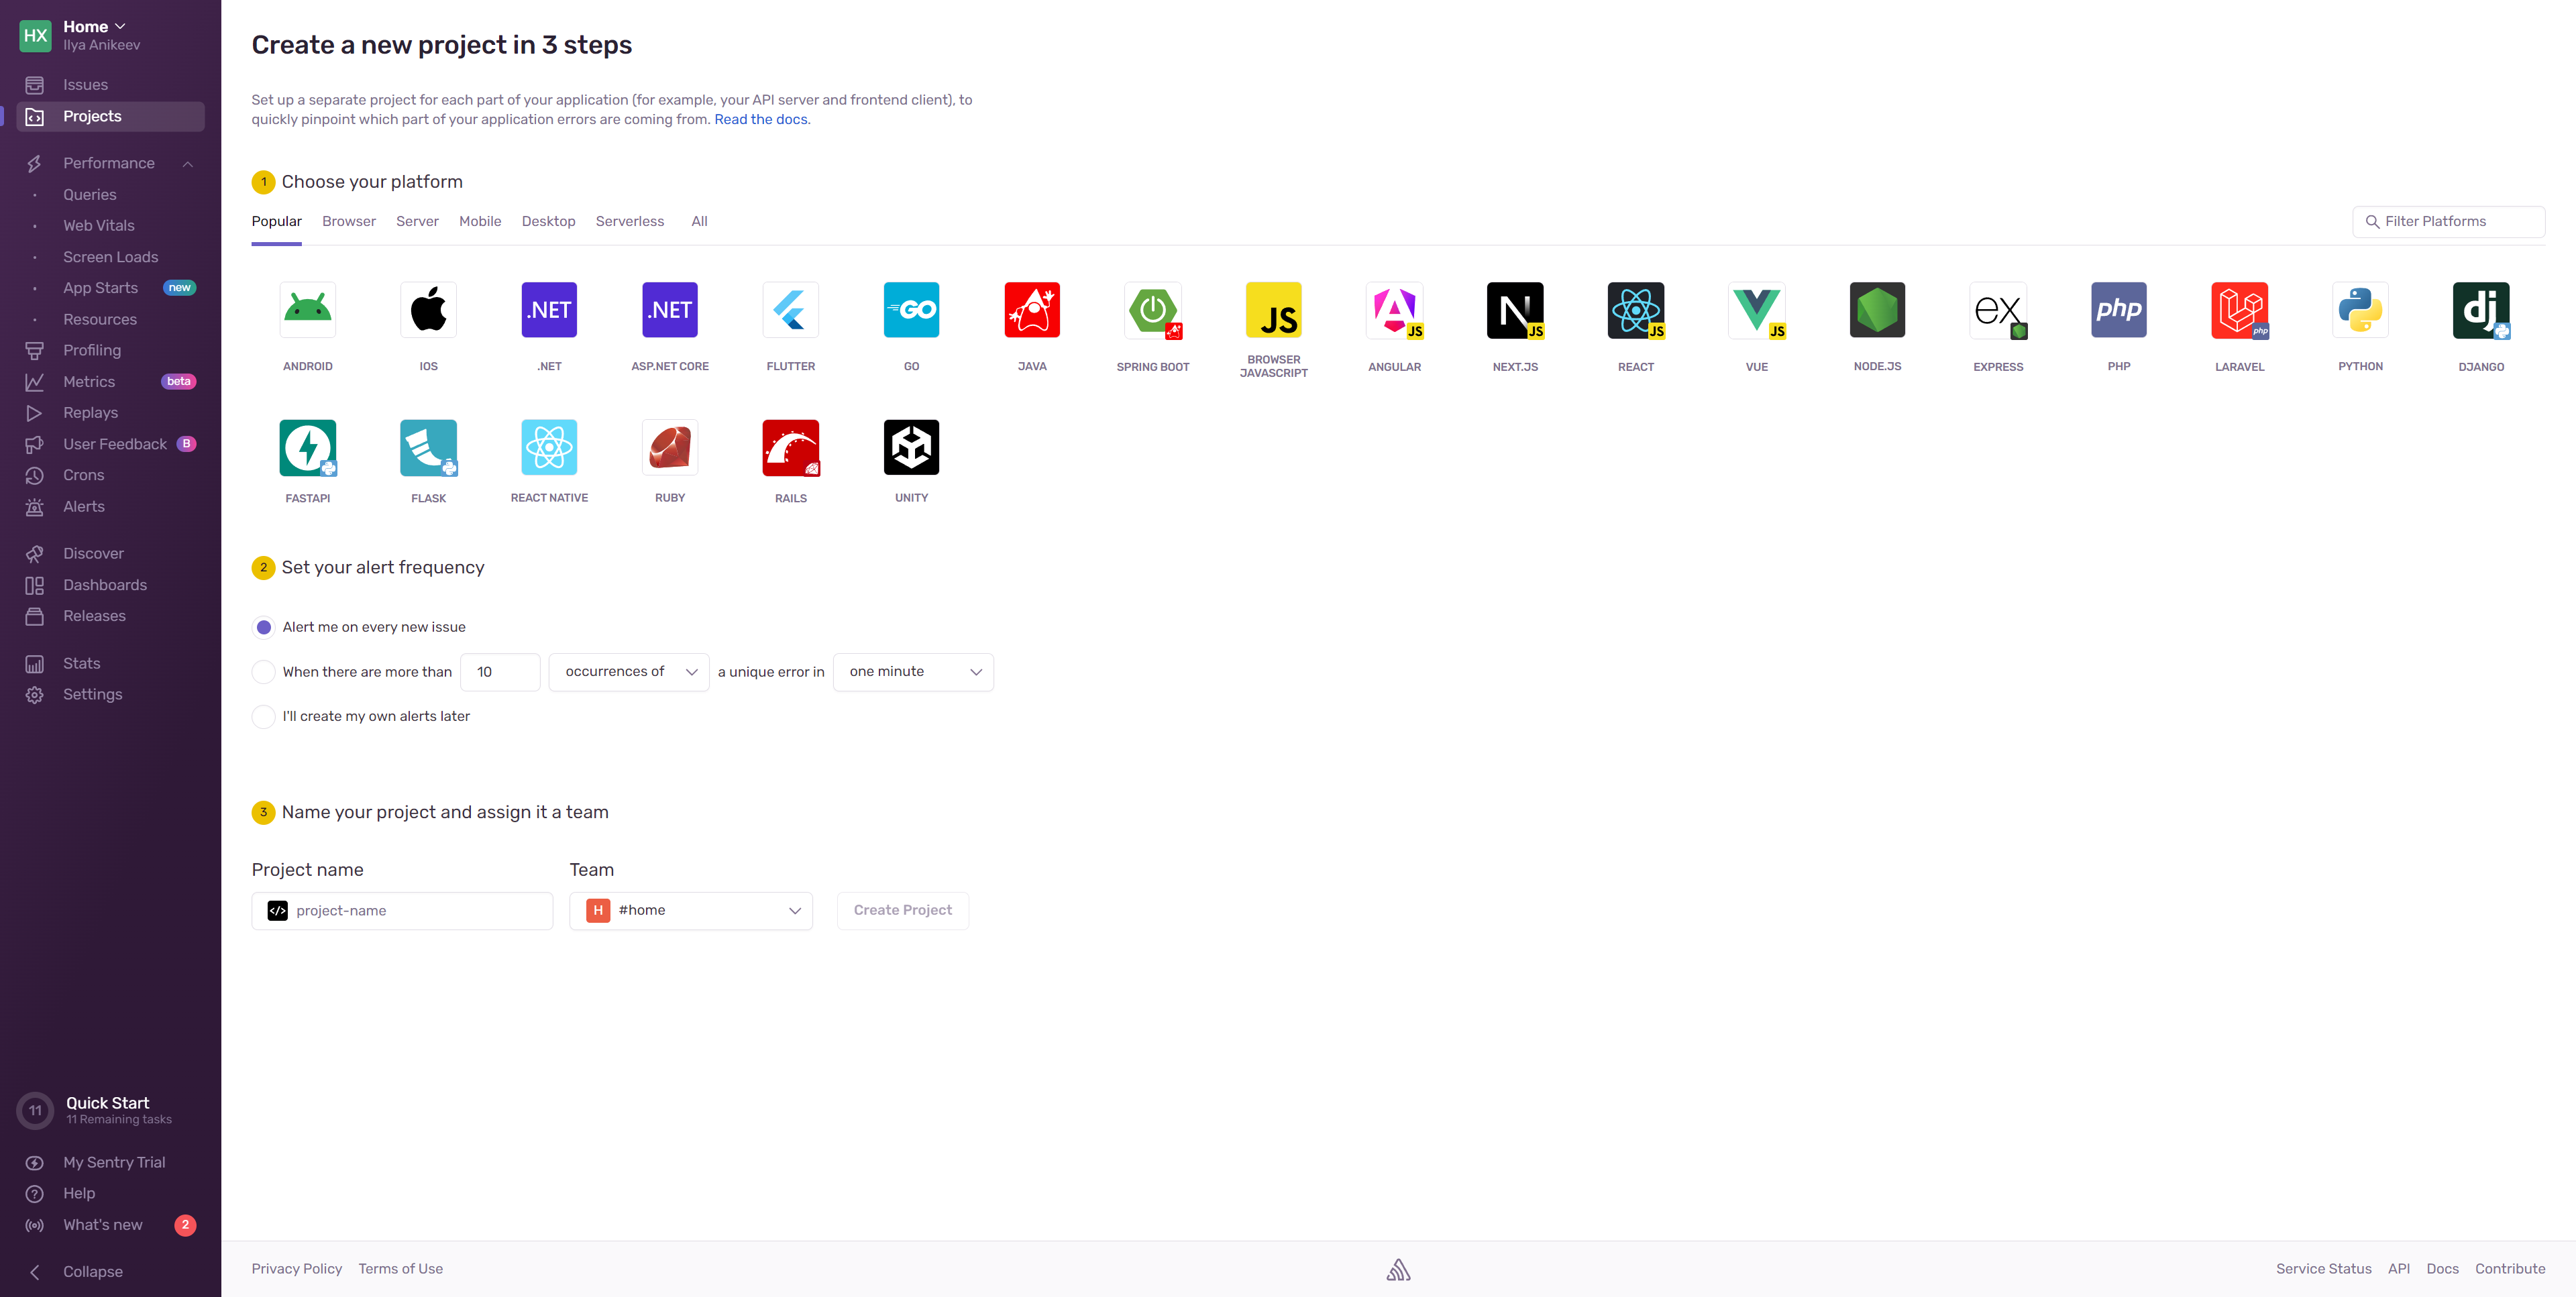 HX
Home
Ilya Anikeev
Issues
Projects
Performance
Queries
Web Vitals
Screen Loads
App Starts new
Resources
Profiling
Metrics beta
Replays
User Feedback B
Crons
Alerts
Discover
Dashboards
Releases
Stats
Settings
11
Quick Start
11 Remaining tasks
My Sentry Trial
Help
What's new 2
Collapse
Create a new project in 3 steps
Set up a separate project for each part of your application (for example, your API server and frontend client), to
quickly pinpoint which part of your application errors are coming from. Read the docs.
1 Choose your platform
Popular Browser Server Mobile Desktop Serverless All Filter Platforms
.NET .NET GO JS JS N JS JS JS ex php php dj
ANDROID IOS .NET ASP.NET CORE FLUTTER GO JAVA SPRING BOOT BROWSER JAVASCRIPT ANGULAR NEXT.JS REACT VUE NODE.JS EXPRESS PHP LARAVEL PYTHON DJANGO
FASTAPI FLASK REACT NATIVE RUBY RAILS UNITY
2 Set your alert frequency
Alert me on every new issue
When there are more than 10 occurrences of a unique error in one minute
I'll create my own alerts later
3 Name your project and assign it a team
Project name Team
</> project-name H #home Create Project
Privacy Policy Terms of Use Service Status API Docs Contribute